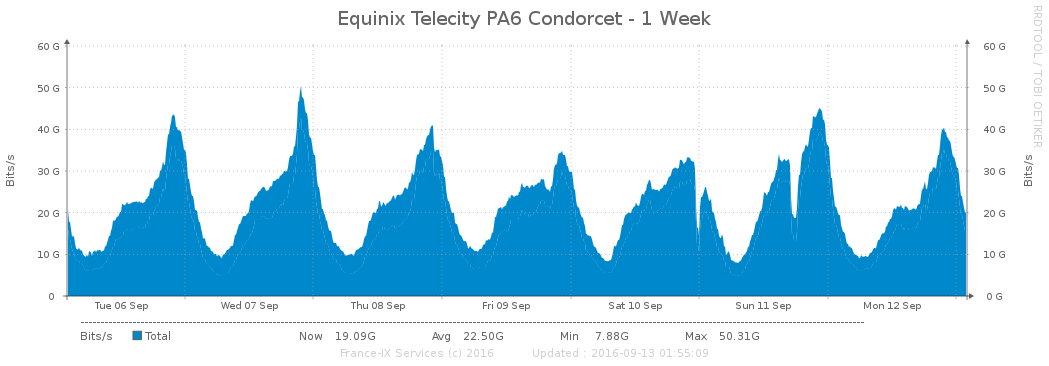 Equinix Telecity PA6 Condorcet - 1 Week
RRDTOOL / TOBI OETIKER
Bits/s
60 G 60 G
50 G 50 G
40 G 40 G
30 G 30 G
20 G 20 G
10 G 10 G
0 0 G
Bits/s
Tue 06 Sep Wed 07 Sep Thu 08 Sep Fri 09 Sep Sat 10 Sep Sun 11 Sep Mon 12 Sep
Bits/s Total Now 19.09G Avg 22.50G Min 7.88G Max 50.31G
France-IX Services (c) 2016 Updated : 2016-09-13 01:55:09